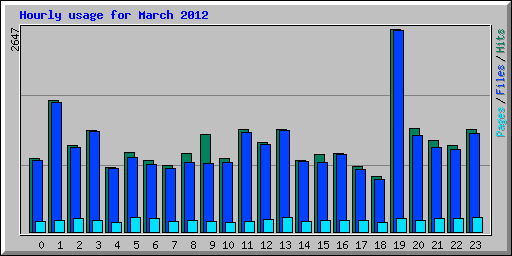 Hourly usage for March 2012
2647
Pages / Files / Hits
0 1 2 3 4 5 6 7 8 9 10 11 12 13 14 15 16 17 18 19 20 21 22 23